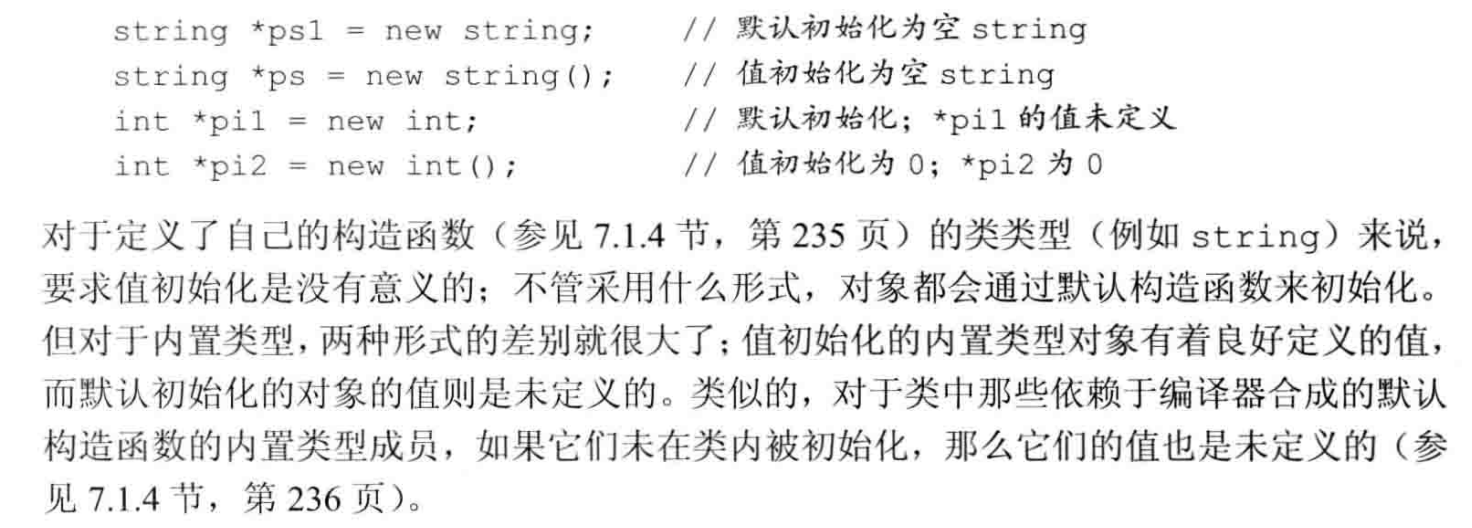 string *ps1 = new string; // 默认初始化为空 string
string *ps = new string(); // 值初始化为空 string
int *pi1 = new int; // 默认初始化；*pi1 的值未定义
int *pi2 = new int(); // 值初始化为 0；*pi2 为 0
对于定义了自己的构造函数（参见 7.1.4 节，第 235 页）的类类型（例如 string）来说，
要求值初始化是没有意义的；不管采用什么形式，对象都会通过默认构造函数来初始化。
但对于内置类型，两种形式的差别就很大了；值初始化的内置类型对象有着良好定义的值，
而默认初始化的对象的值则是未定义的。类似的，对于类中那些依赖于编译器合成的默认
构造函数的内置类型成员，如果它们未在类内被初始化，那么它们的值也是未定义的（参
见 7.1.4 节，第 236 页）。